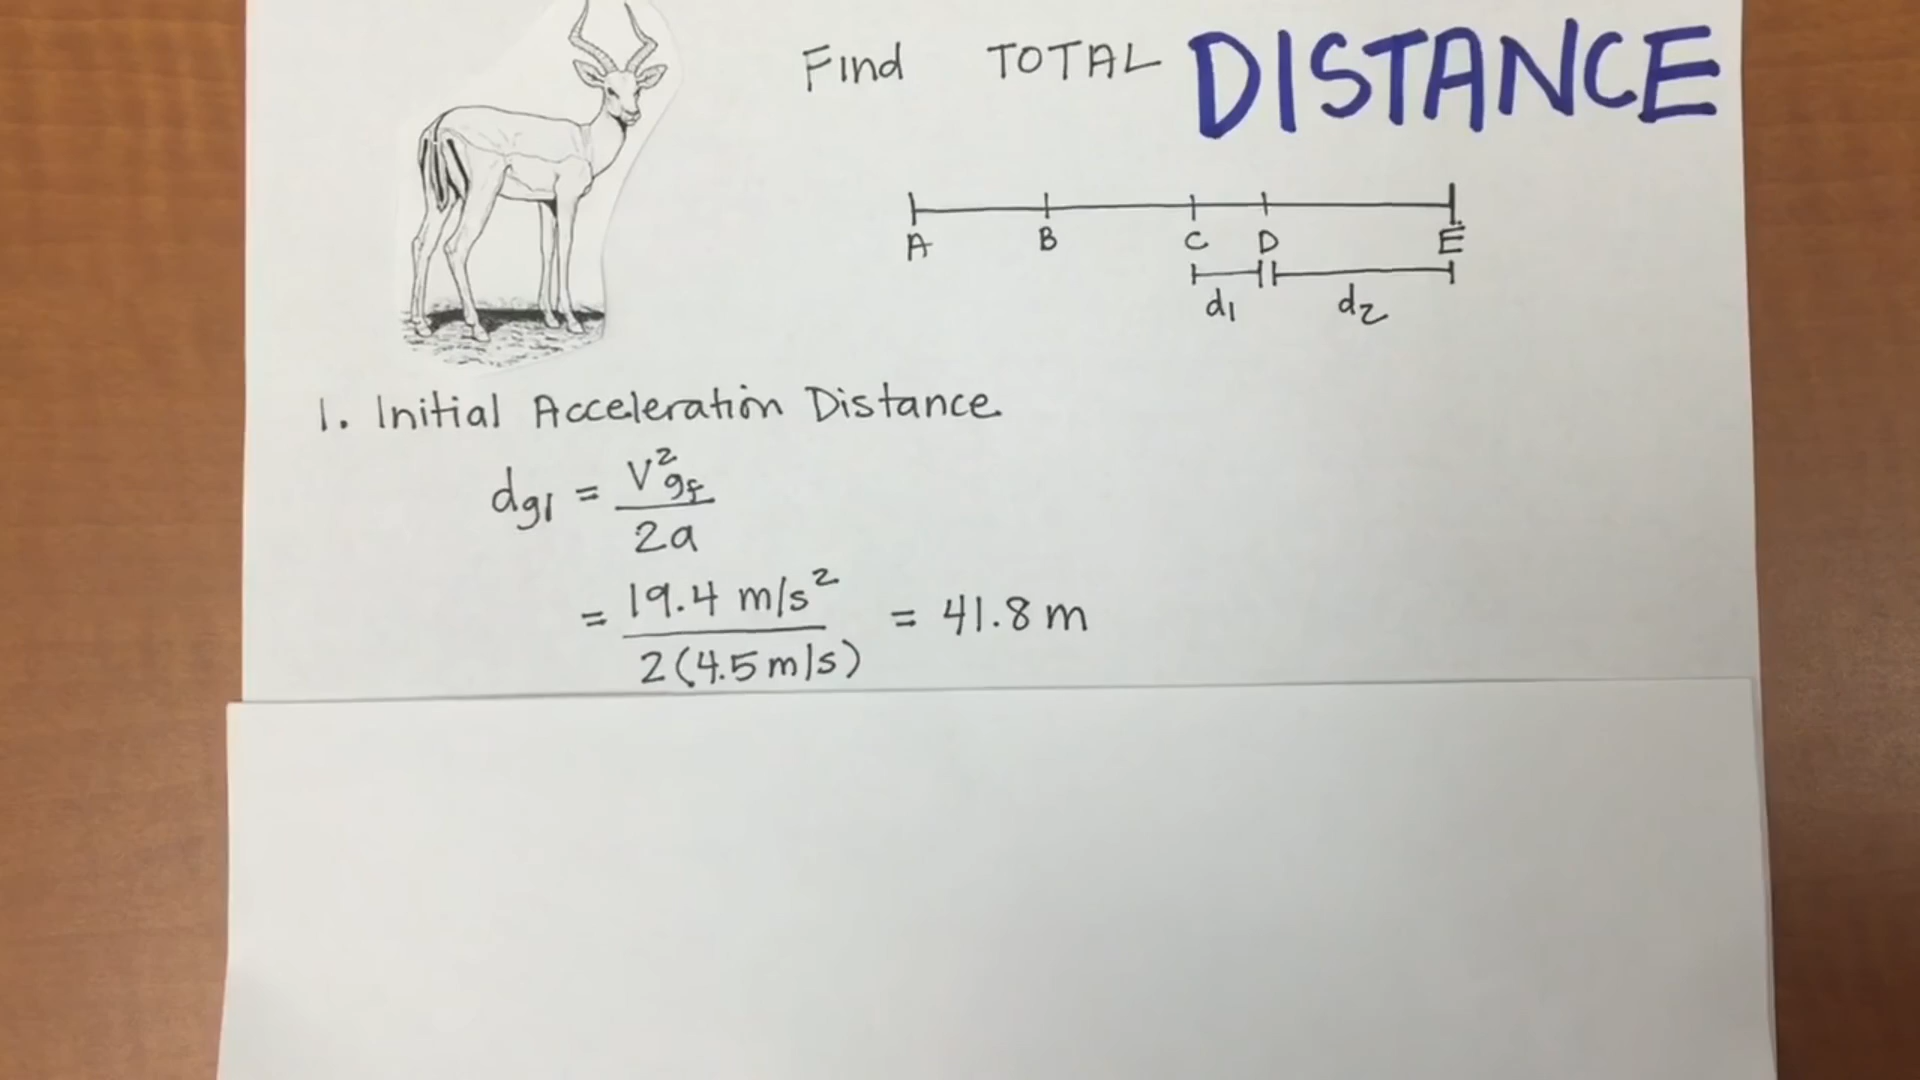 Find TOTAL DISTANCE
A B C D E
d1 d2
1. Initial Acceleration Distance
dg1 = V²gf
2a
= 19.4 m/s² = 41.8 m
2(4.5 m/s)